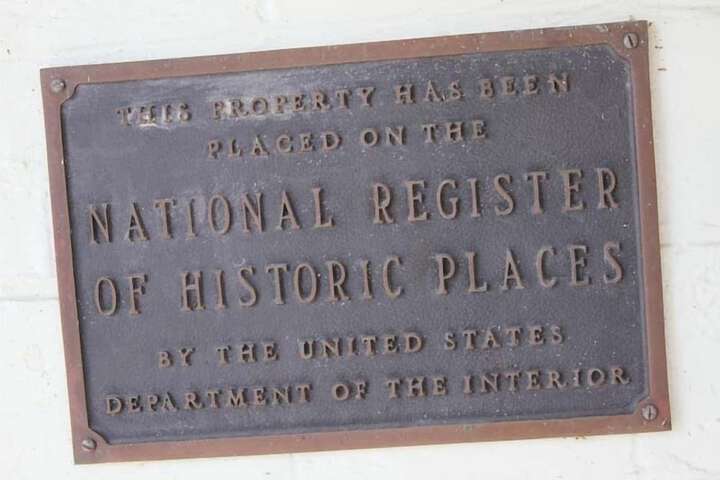 THIS PROPERTY HAS BEEN
PLACED ON THE
NATIONAL REGISTER
OF HISTORIC PLACES
BY THE UNITED STATES
DEPARTMENT OF THE INTERIOR